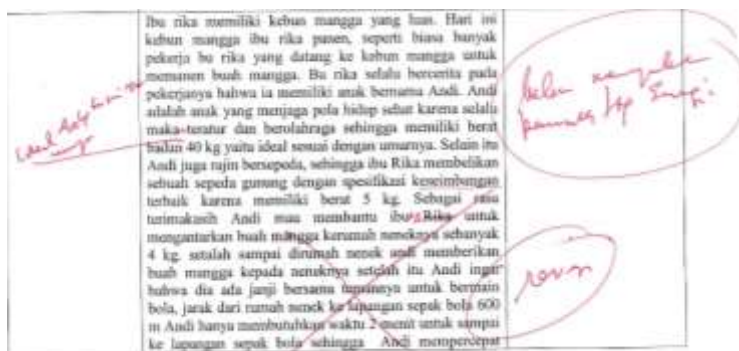 Ibu rika memiliki kebun mangga yang luas. Hari ini
kebun mangga ibu rika panen, seperti biasa banyak
pekerja bu rika yang datang ke kebun mangga untuk
memanen buah mangga. Bu rika selalu bercerita pada
pekerjanya bahwa ia memiliki anak bernama Andi. Andi
adalah anak yang menjaga pola hidup sehat karena selalu
maka teratur dan berolahraga sehingga memiliki berat
badan 40 kg yaitu ideal sesuai dengan umurnya. Selain itu
Andi juga rajin bersepeda, sehingga ibu Rika membelikan
sebuah sepeda gunung dengan spesifikasi keseimbangan
terbaik karena memiliki berat 5 kg. Sebagai rasa
terimakasih Andi mau membantu ibu Rika untuk
mengantarkan buah mangga kerumah neneknya sebanyak
4 kg. setalah sampai dirumah nenek andi memberikan
buah mangga kepada neneknya setelah itu Andi ingat
bahwa dia ada janji bersama temannya untuk bermain
bola, jarak dari rumah nenek ke lapangan sepak bola 600
m Andi hanya membutuhkan waktu 2 menit untuk sampai
ke lapangan sepak bola sehingga Andi mempercepat
revisi